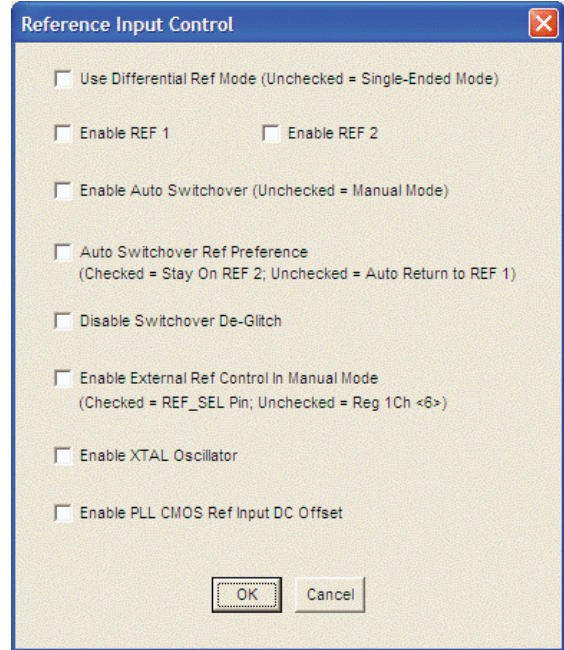 Reference Input Control
Use Differential Ref Mode (Unchecked = Single-Ended Mode)
Enable REF 1
Enable REF 2
Enable Auto Switchover (Unchecked = Manual Mode)
Auto Switchover Ref Preference
(Checked = Stay On REF 2; Unchecked = Auto Return to REF 1)
Disable Switchover De-Glitch
Enable External Ref Control In Manual Mode
(Checked = REF_SEL Pin; Unchecked = Reg 1Ch <6>)
Enable XTAL Oscillator
Enable PLL CMOS Ref Input DC Offset
OK
Cancel